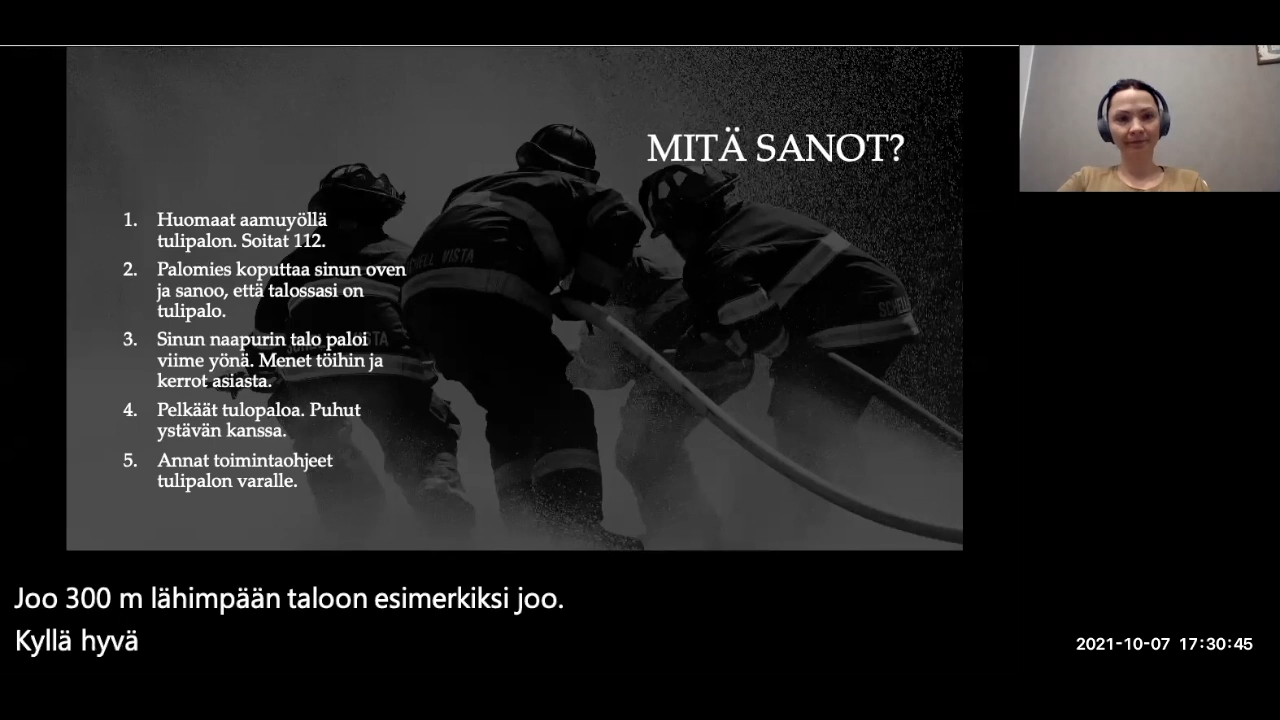 MITÄ SANOT?
1. Huomaat aamuyöllä
tulipalon. Soitat 112.
2. Palomies koputtaa sinun oven
ja sanoo, että talossasi on
tulipalo.
3. Sinun naapurin talo paloi
viime yönä. Menet töihin ja
kerrot asiasta.
4. Pelkäät tulopaloa. Puhut
ystävän kanssa.
5. Annat toimintaohjeet
tulipalon varalle.
Joo 300 m lähimpään taloon esimerkiksi joo.
Kyllä hyvä
2021-10-07 17:30:45